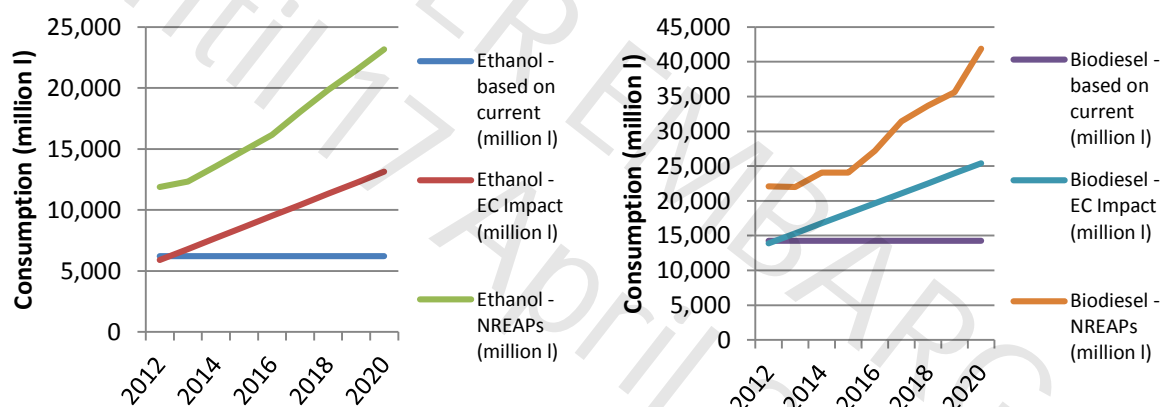 Consumption (million l)
25,000
20,000
15,000
10,000
5,000
0
2012
2014
2016
2018
2020
Ethanol -
based on
current
(million l)
Ethanol -
EC Impact
(million l)
Ethanol -
NREAPs
(million l)
Consumption (million l)
45,000
40,000
35,000
30,000
25,000
20,000
15,000
10,000
5,000
0
2012
2014
2016
2018
2020
Biodiesel -
based on
current
(million l)
Biodiesel -
EC Impact
(million l)
Biodiesel -
NREAPs
(million l)
17 April